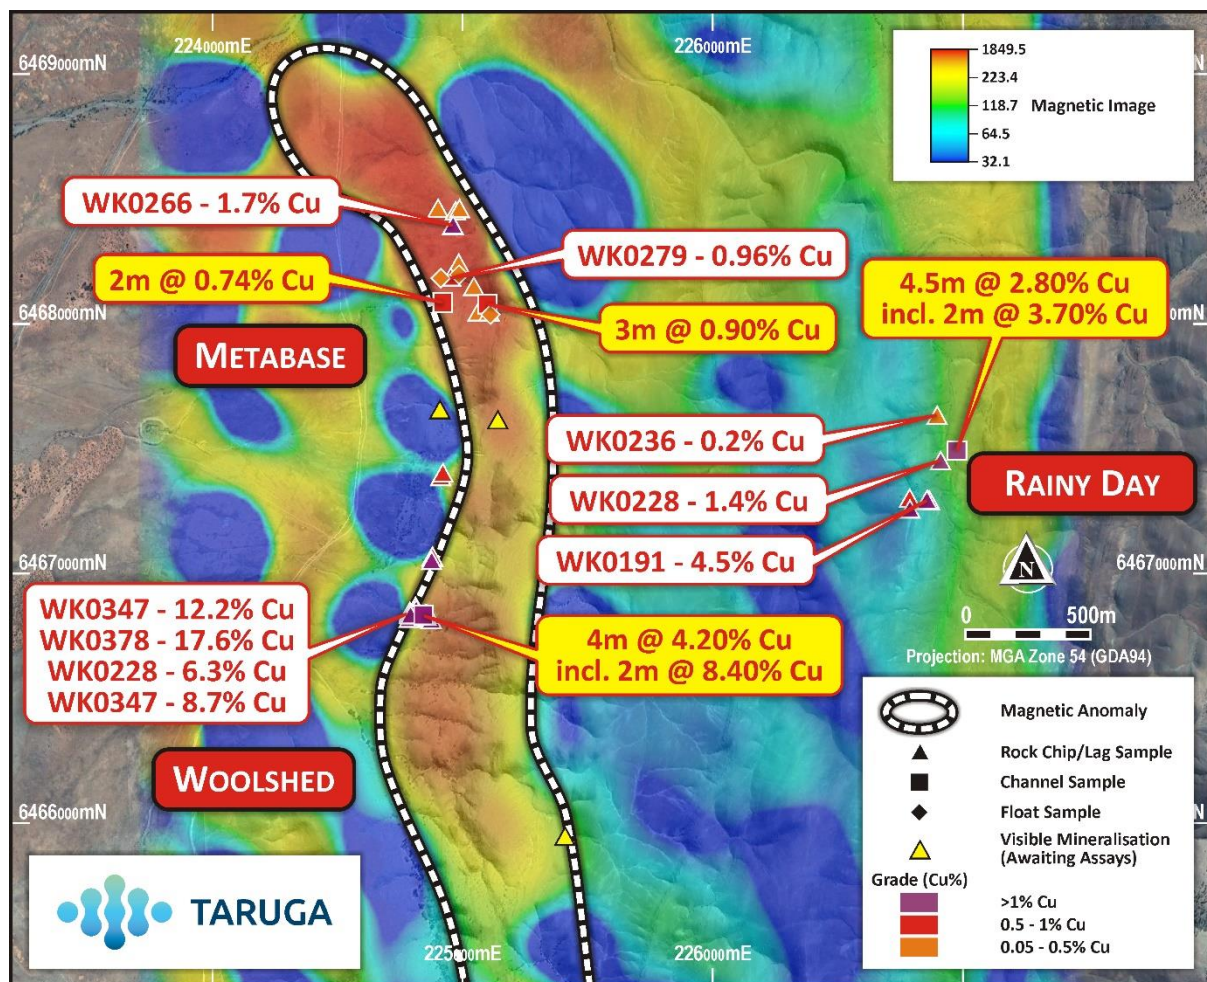 224000mE
226000mE
6469000mN
N
1849.5
223.4
118.7
64.5
32.1
Magnetic Image
WK0266 - 1.7% Cu
WK0279 - 0.96% Cu
2m @ 0.74% Cu
4.5m @ 2.80% Cu
incl. 2m @ 3.70% Cu
6468000mN
N
3m @ 0.90% Cu
METABASE
WK0236 - 0.2% Cu
RAINY DAY
WK0228 - 1.4% Cu
WK0191 - 4.5% Cu
6467000mN
6467000mN
N
0 500m
Projection: MGA Zone 54 (GDA94)
WK0347 - 12.2% Cu
WK0378 - 17.6% Cu
WK0228 - 6.3% Cu
WK0347 - 8.7% Cu
4m @ 4.20% Cu
incl. 2m @ 8.40% Cu
WOOLSHED
6466000mN
N
Magnetic Anomaly
Rock Chip/Lag Sample
Channel Sample
Float Sample
Visible Mineralisation
(Awaiting Assays)
Grade (Cu%)
>1% Cu
0.5 - 1% Cu
0.05 - 0.5% Cu
TARUGA
225000mE
226000mE